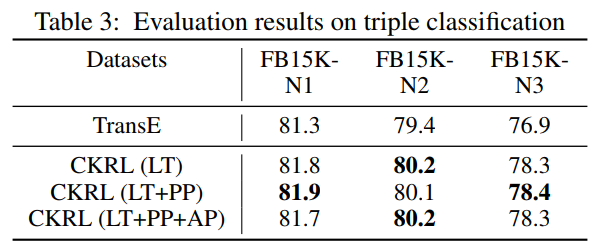 Table 3: Evaluation results on triple classification
Datasets FB15K-N1 FB15K-N2 FB15K-N3
TransE 81.3 79.4 76.9
CKRL (LT) 81.8 80.2 78.3
CKRL (LT+PP) 81.9 80.1 78.4
CKRL (LT+PP+AP) 81.7 80.2 78.3